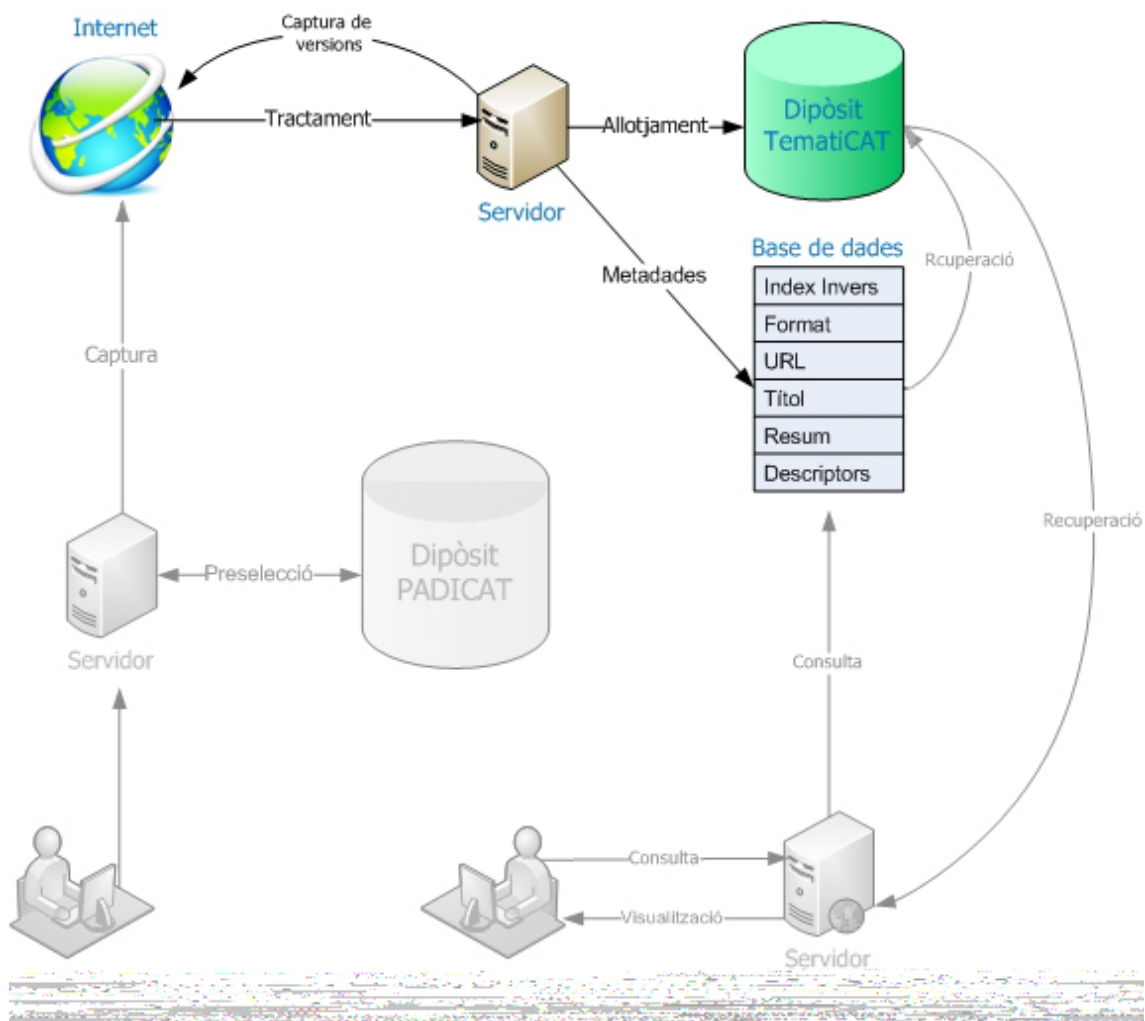 Internet
Captura de
versions
Tractament
Servidor
Allotjament
Dipòsit
TematiCAT
Metadades
Base de dades
Index Invers
Format
URL
Títol
Resum
Descriptors
Rcuperació
Captura
Recuperació
Preselecció
Dipòsit
PADICAT
Servidor
Consulta
Consulta
Visualització
Servidor